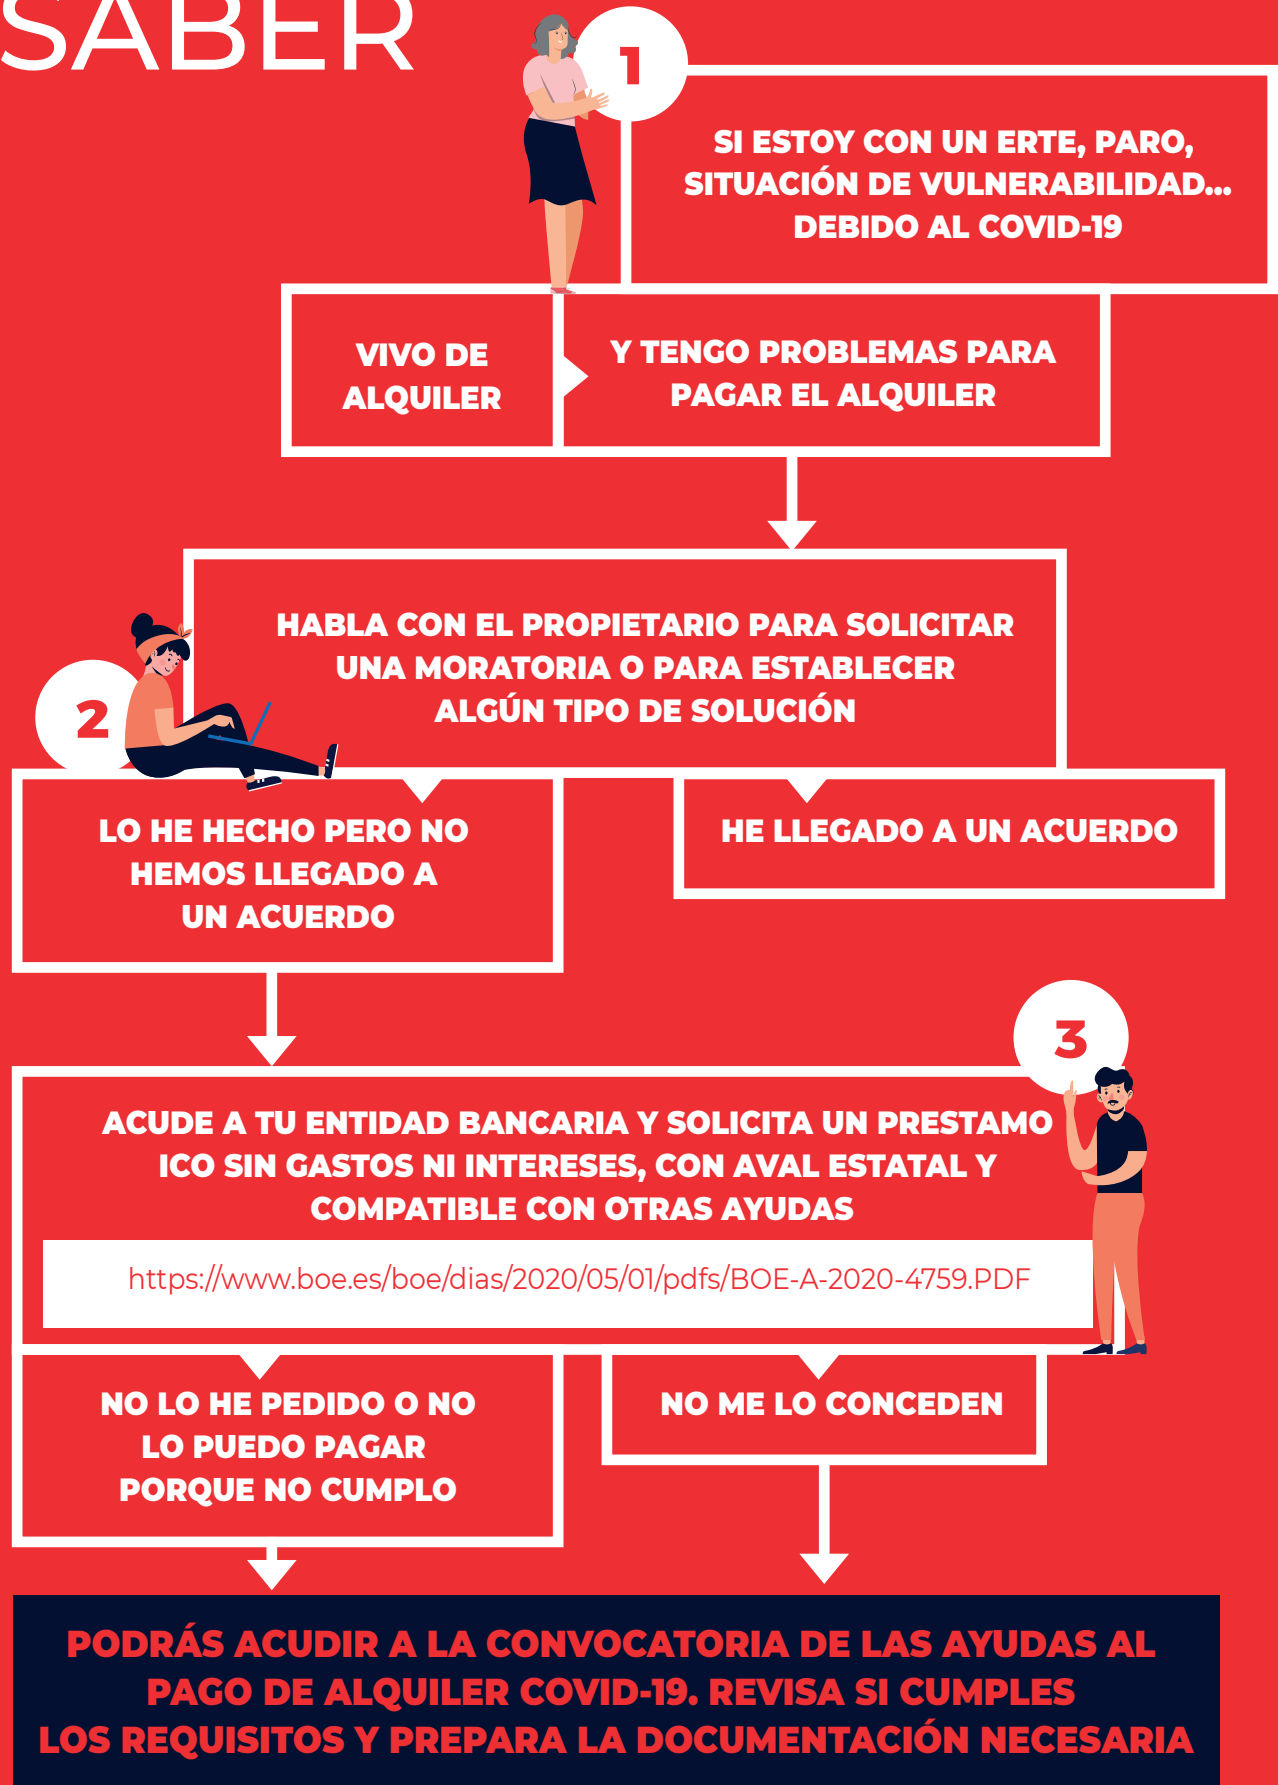 SABER
1
SI ESTOY CON UN ERTE, PARO,
SITUACIÓN DE VULNERABILIDAD...
DEBIDO AL COVID-19
VIVO DE
ALQUILER
Y TENGO PROBLEMAS PARA
PAGAR EL ALQUILER
2
HABLA CON EL PROPIETARIO PARA SOLICITAR
UNA MORATORIA O PARA ESTABLECER
ALGÚN TIPO DE SOLUCIÓN
LO HE HECHO PERO NO
HEMOS LLEGADO A
UN ACUERDO
HE LLEGADO A UN ACUERDO
3
ACUDE A TU ENTIDAD BANCARIA Y SOLICITA UN PRESTAMO
ICO SIN GASTOS NI INTERESES, CON AVAL ESTATAL Y
COMPATIBLE CON OTRAS AYUDAS
https://www.boe.es/boe/dias/2020/05/01/pdfs/BOE-A-2020-4759.PDF
NO LO HE PEDIDO O NO
LO PUEDO PAGAR
PORQUE NO CUMPLO
NO ME LO CONCEDEN
PODRÁS ACUDIR A LA CONVOCATORIA DE LAS AYUDAS AL
PAGO DE ALQUILER COVID-19. REVISA SI CUMPLES
LOS REQUISITOS Y PREPARA LA DOCUMENTACIÓN NECESARIA